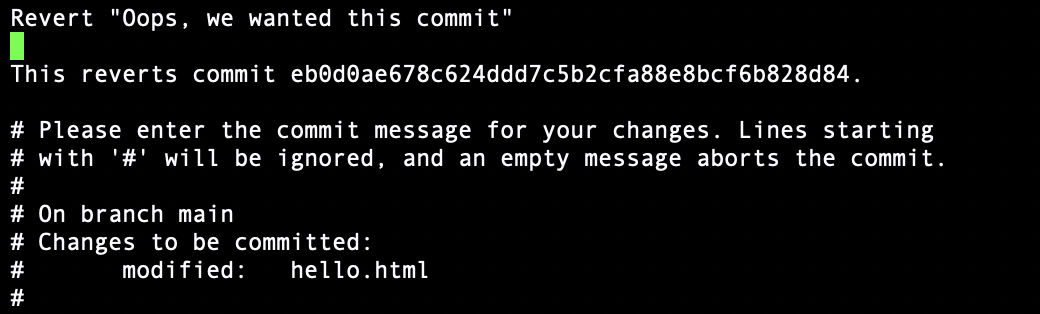 Revert "Oops, we wanted this commit"
This reverts commit eb0d0ae678c624ddd7c5b2cfa88e8bcf6b828d84.
# Please enter the commit message for your changes. Lines starting
# with '#' will be ignored, and an empty message aborts the commit.
#
# On branch main
# Changes to be committed:
#       modified:   hello.html
#